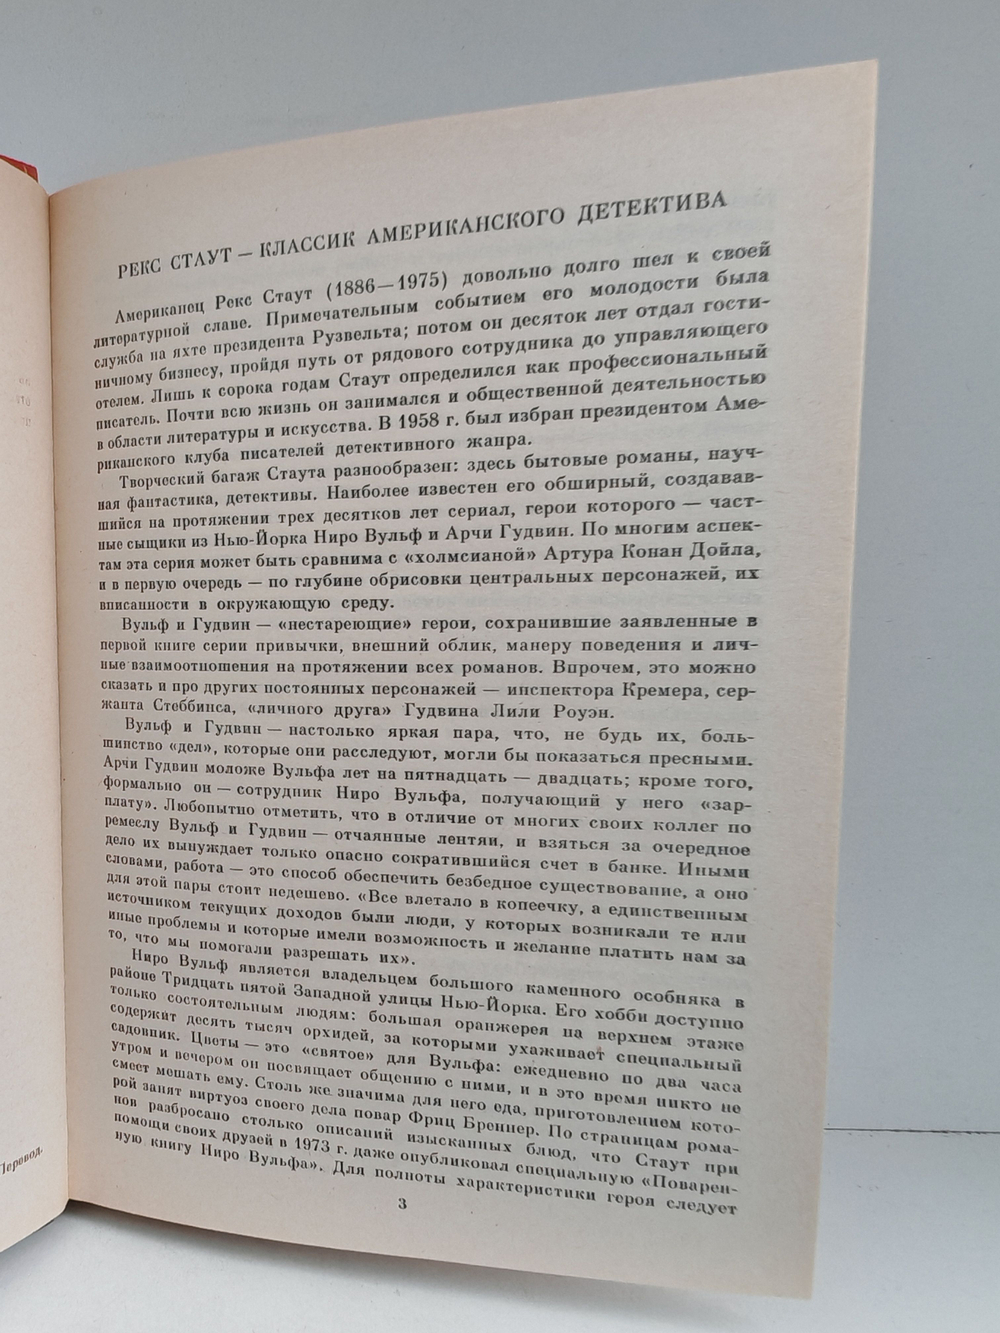 РЕКС СТАУТ — КЛАССИК АМЕРИКАНСКОГО ДЕТЕКТИВА
Американец Рекс Стаут (1886—1975) довольно долго шел к своей
литературной славе. Примечательным событием его молодости была
служба на яхте президента Рузвельта; потом он десяток лет отдал гости-
ничному бизнесу, пройдя путь от рядового сотрудника до управляющего
отелем. Лишь к сорока годам Стаут определился как профессиональный
писатель. Почти всю жизнь он занимался и общественной деятельностью
в области литературы и искусства. В 1958 г. был избран президентом Аме-
риканского клуба писателей детективного жанра.
Творческий багаж Стаута разнообразен: здесь бытовые романы, науч-
ная фантастика, детективы. Наиболее известен его обширный, создавав-
шийся на протяжении трех десятков лет сериал, герои которого — част-
ные сыщики из Нью-Йорка Ниро Вульф и Арчи Гудвин. По многим аспек-
там эта серия может быть сравнима с «холмсианой» Артура Конан Дойла,
и в первую очередь — по глубине обрисовки центральных персонажей, их
вписанности в окружающую среду.
Вульф и Гудвин — «нестареющие» герои, сохранившие заявленные в
первой книге серии привычки, внешний облик, манеру поведения и лич-
ные взаимоотношения на протяжении всех романов. Впрочем, это можно
сказать и про других постоянных персонажей — инспектора Кремера, сер-
жанта Стеббинса, «личного друга» Гудвина Лили Роуэн.
Вульф и Гудвин — настолько яркая пара, что, не будь их, боль-
шинство «дел», которые они расследуют, могли бы показаться пресными.
Арчи Гудвин моложе Вульфа лет на пятнадцать — двадцать; кроме того,
формально он — сотрудник Ниро Вульфа, получающий у него «зар-
плату». Любопытно отметить, что в отличие от многих своих коллег по
ремеслу Вульф и Гудвин — отчаянные лентяи, и взяться за очередное
дело их вынуждает только опасно сократившийся счет в банке. Иными
словами, работа — это способ обеспечить безбедное существование, а оно
для этой пары стоит недешево. «Все влетало в копеечку, а единственным
источником текущих доходов были люди, у которых возникали те или
иные проблемы и которые имели возможность и желание платить нам за
то, что мы помогали разрешать их».
Ниро Вульф является владельцем большого каменного особняка в
районе Тридцать пятой Западной улицы Нью-Йорка. Его хобби доступно
только состоятельным людям: большая оранжерея на верхнем этаже
содержит десять тысяч орхидей, за которыми ухаживает специальный
садовник. Цветы — это «святое» для Вульфа: ежедневно по два часа
утром и вечером он посвящает общению с ними, и в это время никто не
смеет мешать ему. Столь же значима для него еда, приготовлением кото-
рой занят виртуоз своего дела повар Фриц Бреннер. По страницам рома-
нов разбросано столько описаний изысканных блюд, что Стаут при
помощи своих друзей в 1973 г. даже опубликовал специальную «Поварен-
ную книгу Ниро Вульфа». Для полноты характеристики героя следует
3
Перевод.